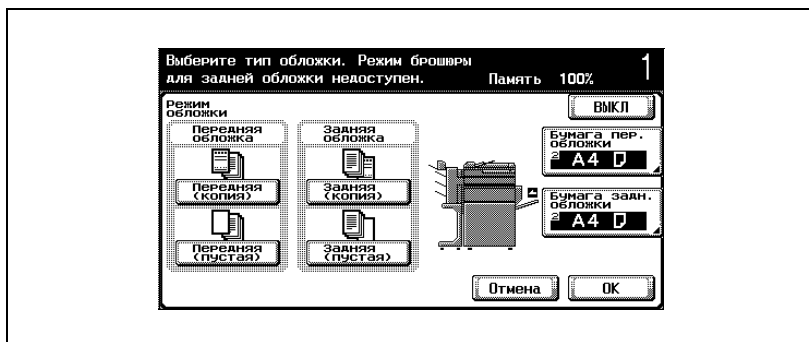 Выберите тип обложки. Режим брошюры
для задней обложки недоступен. Память 100% 1
Режим
обложки
ВЫКЛ
Передняя
обложка
Задняя
обложка
Бумага пер.
обложки
2 A4
Передняя
(копия)
Задняя
(копия)
Бумага задн.
обложки
2 A4
Передняя
(пустая)
Задняя
(пустая)
Отмена
OK